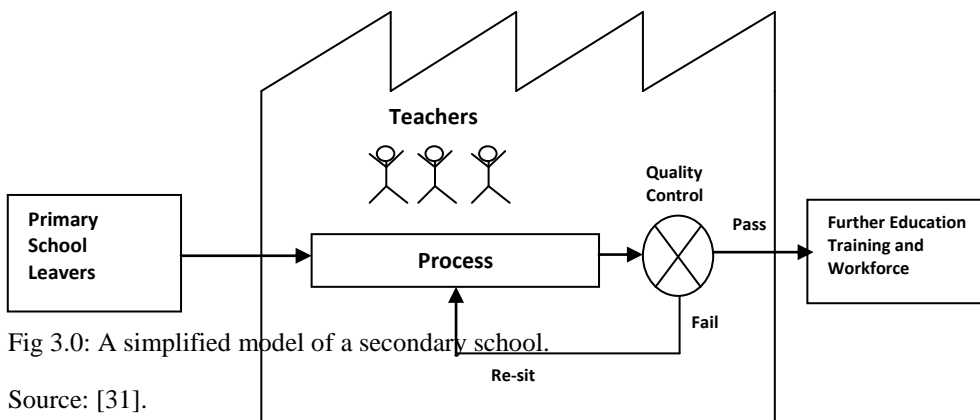 Teachers
Quality
Control
Primary
School
Leavers
Process
Pass
Further Education
Training and
Workforce
Fail
Re-sit
Fig 3.0: A simplified model of a secondary school.
Source: [31].